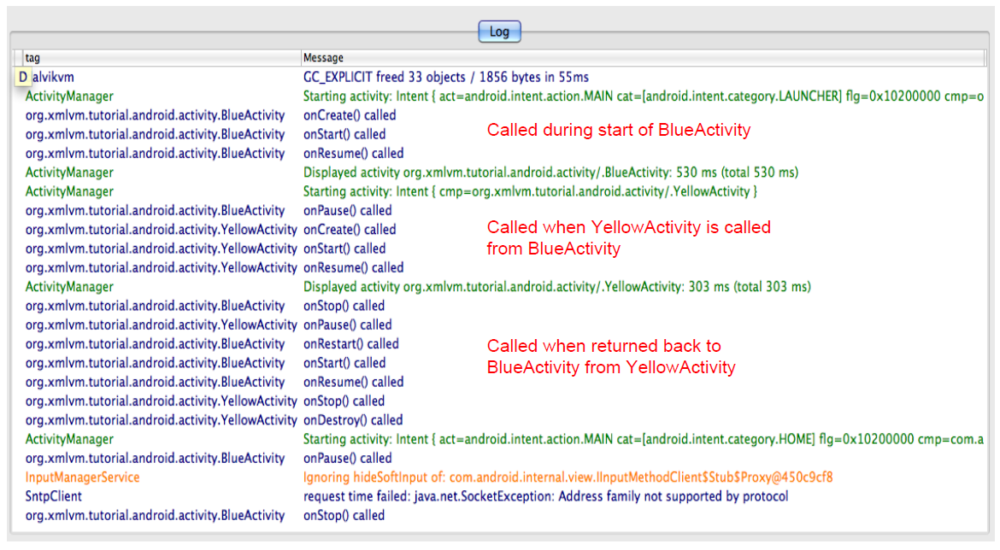 Log
tag Message
D alvikvm GC_EXPLICIT freed 33 objects / 1856 bytes in 55ms
ActivityManager Starting activity: Intent { act=android.intent.action.MAIN cat=[android.intent.category.LAUNCHER] flg=0x10200000 cmp=o
org.xmlvm.tutorial.android.activity.BlueActivity onCreate() called
org.xmlvm.tutorial.android.activity.BlueActivity onStart() called
Called during start of BlueActivity
org.xmlvm.tutorial.android.activity.BlueActivity onResume() called
ActivityManager Displayed activity org.xmlvm.tutorial.android.activity/.BlueActivity: 530 ms (total 530 ms)
ActivityManager Starting activity: Intent { cmp=org.xmlvm.tutorial.android.activity/.YellowActivity }
org.xmlvm.tutorial.android.activity.BlueActivity onPause() called
org.xmlvm.tutorial.android.activity.YellowActivity onCreate() called
Called when YellowActivity is called
from BlueActivity
org.xmlvm.tutorial.android.activity.YellowActivity onStart() called
org.xmlvm.tutorial.android.activity.YellowActivity onResume() called
ActivityManager Displayed activity org.xmlvm.tutorial.android.activity/.YellowActivity: 303 ms (total 303 ms)
org.xmlvm.tutorial.android.activity.BlueActivity onStop() called
org.xmlvm.tutorial.android.activity.YellowActivity onPause() called
org.xmlvm.tutorial.android.activity.BlueActivity onRestart() called
Called when returned back to
BlueActivity from YellowActivity
org.xmlvm.tutorial.android.activity.BlueActivity onStart() called
org.xmlvm.tutorial.android.activity.BlueActivity onResume() called
org.xmlvm.tutorial.android.activity.YellowActivity onStop() called
org.xmlvm.tutorial.android.activity.YellowActivity onDestroy() called
ActivityManager Starting activity: Intent { act=android.intent.action.MAIN cat=[android.intent.category.HOME] flg=0x10200000 cmp=com.a
org.xmlvm.tutorial.android.activity.BlueActivity onPause() called
InputManagerService Ignoring hideSoftInput of: com.android.internal.view.IInputMethodClient$Stub$Proxy@450c9cf8
SntpClient request time failed: java.net.SocketException: Address family not supported by protocol
org.xmlvm.tutorial.android.activity.BlueActivity onStop() called